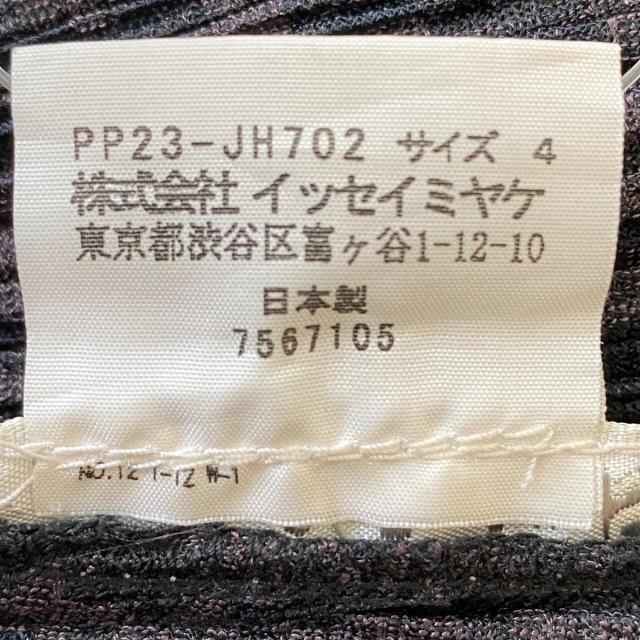 PP23-JH702 サイズ 4
株式会社 イッセイミヤケ
東京都渋谷区富ヶ谷1-12-10
日本製
7567105